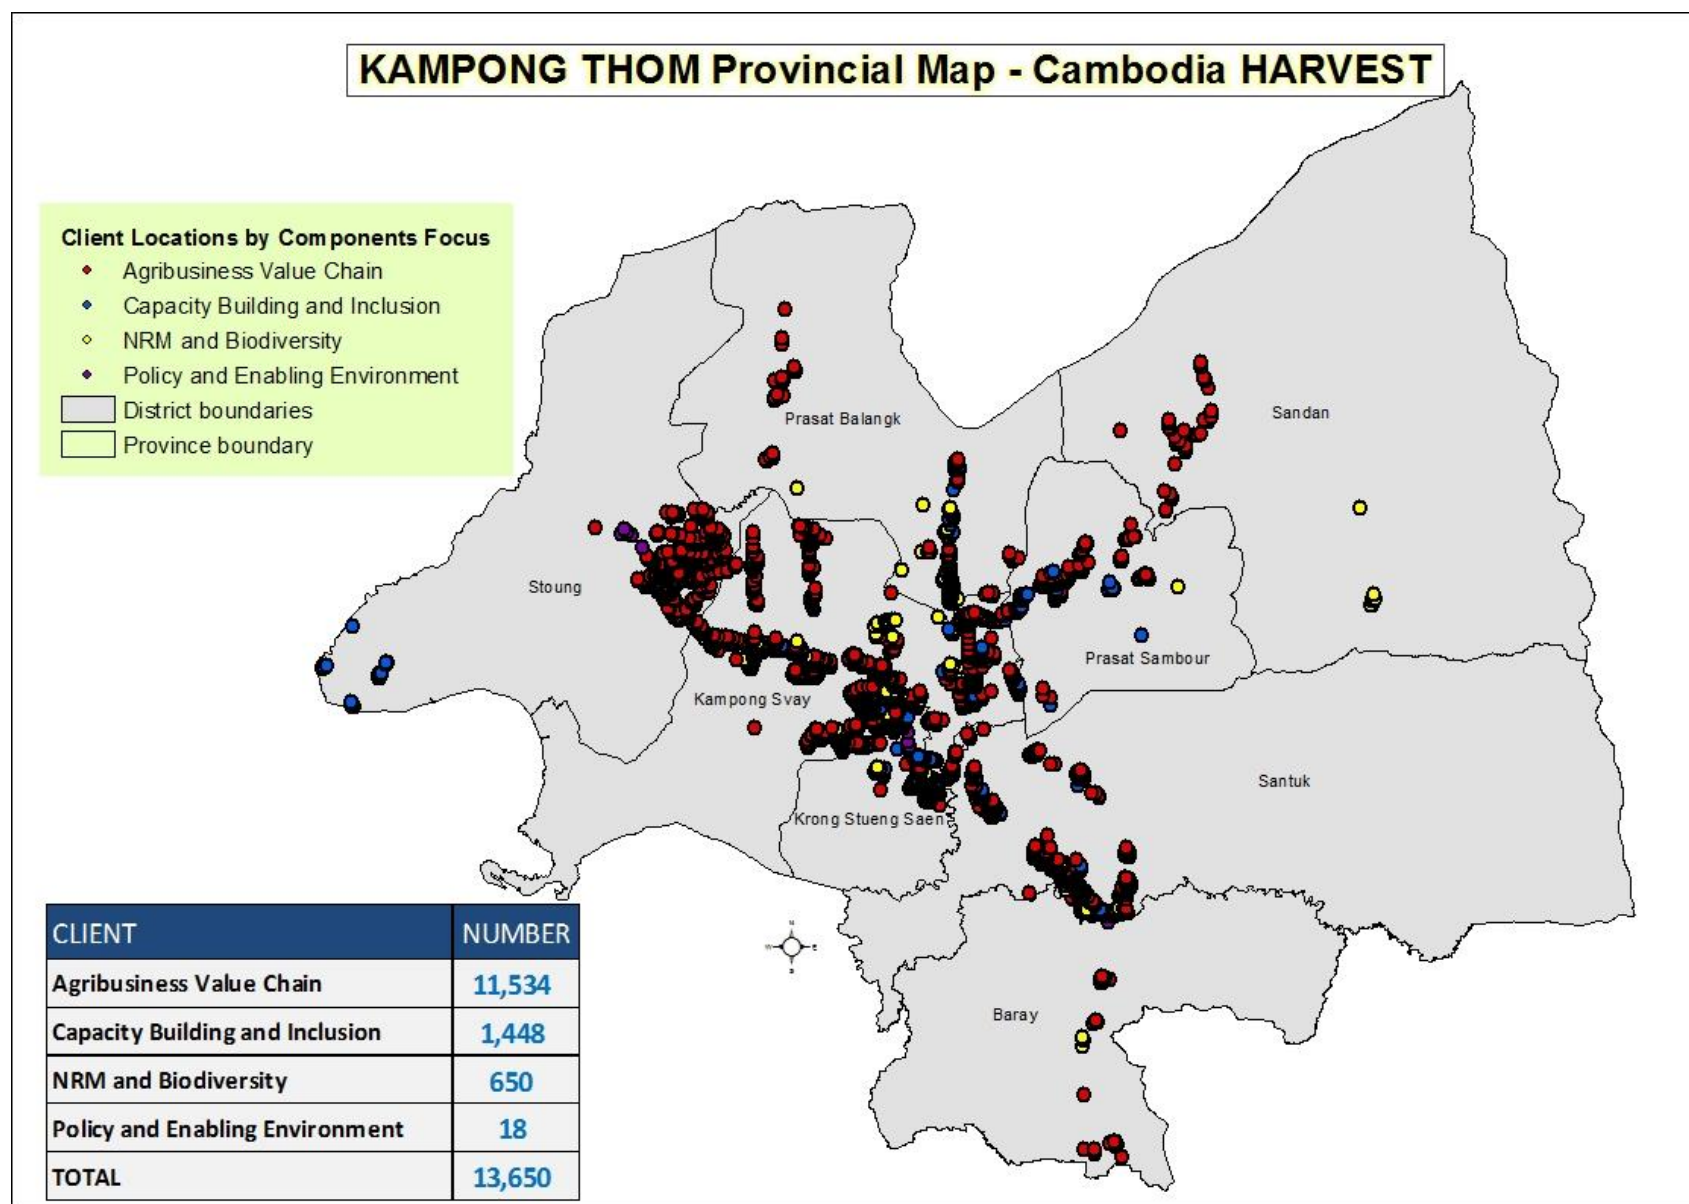 KAMPONG THOM Provincial Map - Cambodia HARVEST
Client Locations by Components Focus
Agribusiness Value Chain
Capacity Building and Inclusion
NRM and Biodiversity
Policy and Enabling Environment
District boundaries
Province boundary
Prasat Balangk
Sandan
Stoung
Prasat Sambour
Kampong Svay
Santuk
Krong Stueng Saen
Baray
N
W
E
S
CLIENT NUMBER
Agribusiness Value Chain 11,534
Capacity Building and Inclusion 1,448
NRM and Biodiversity 650
Policy and Enabling Environment 18
TOTAL 13,650